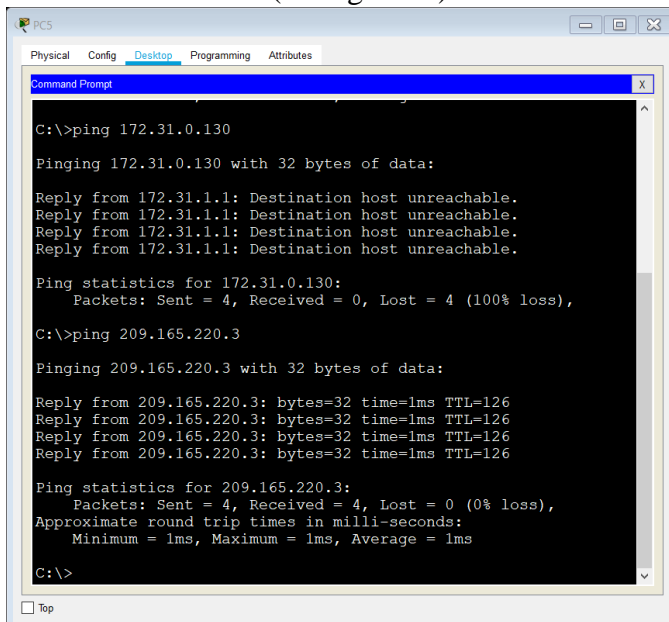 PC5
Physical Config Desktop Programming Attributes
Command Prompt
X
C:\>ping 172.31.0.130
Pinging 172.31.0.130 with 32 bytes of data:
Reply from 172.31.1.1: Destination host unreachable.
Reply from 172.31.1.1: Destination host unreachable.
Reply from 172.31.1.1: Destination host unreachable.
Reply from 172.31.1.1: Destination host unreachable.
Ping statistics for 172.31.0.130:
Packets: Sent = 4, Received = 0, Lost = 4 (100% loss),
C:\>ping 209.165.220.3
Pinging 209.165.220.3 with 32 bytes of data:
Reply from 209.165.220.3: bytes=32 time=1ms TTL=126
Reply from 209.165.220.3: bytes=32 time=1ms TTL=126
Reply from 209.165.220.3: bytes=32 time=1ms TTL=126
Reply from 209.165.220.3: bytes=32 time=1ms TTL=126
Ping statistics for 209.165.220.3:
Packets: Sent = 4, Received = 4, Lost = 0 (0% loss),
Approximate round trip times in milli-seconds:
Minimum = 1ms, Maximum = 1ms, Average = 1ms
C:\>
Top